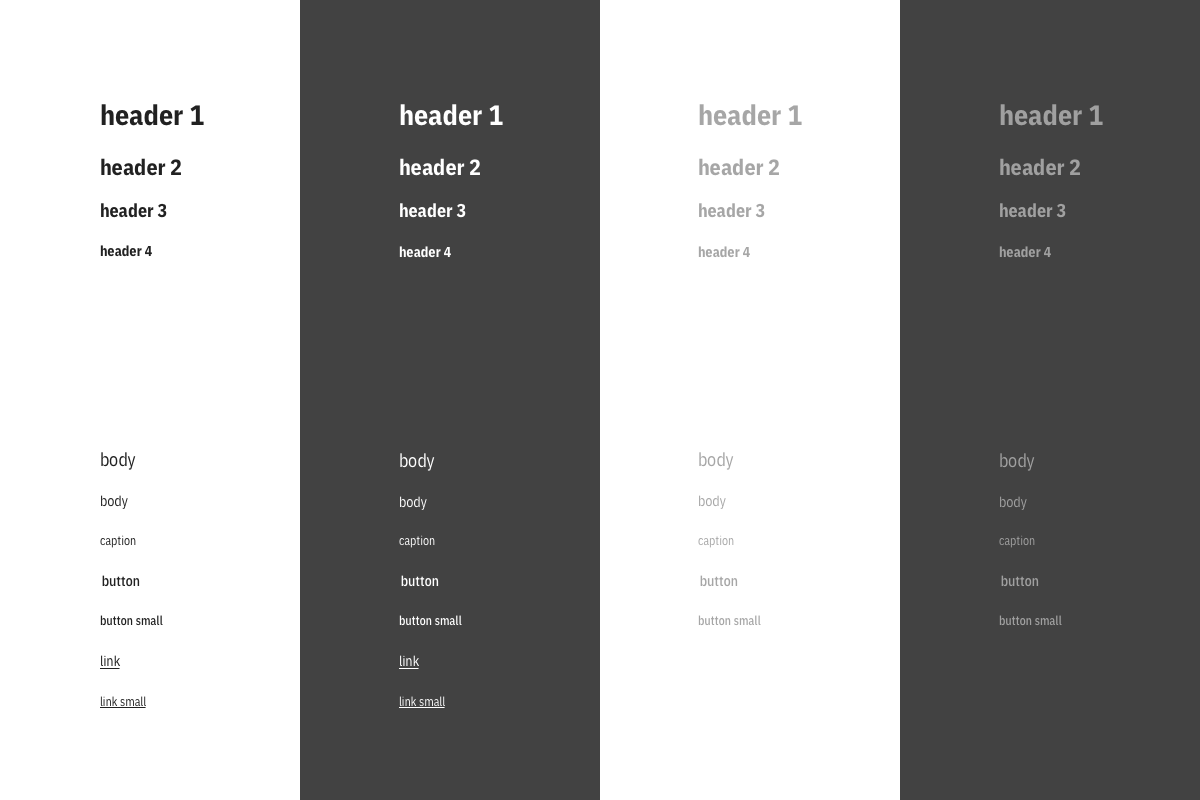 header 1
header 2
header 3
header 4
body
body
caption
button
button small
link
link small
header 1
header 2
header 3
header 4
body
body
caption
button
button small
link
link small
header 1
header 2
header 3
header 4
body
body
caption
button
button small
header 1
header 2
header 3
header 4
body
body
caption
button
button small